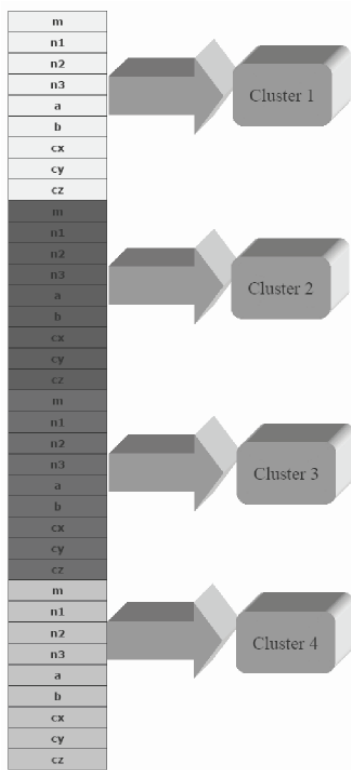 m
n1
n2
n3
a
b
cx
cy
cz
m
n1
n2
n3
a
b
cx
cy
cz
m
n1
n2
n3
a
b
cx
cy
cz
m
n1
n2
n3
a
b
cx
cy
cz
Cluster 1
Cluster 2
Cluster 3
Cluster 4